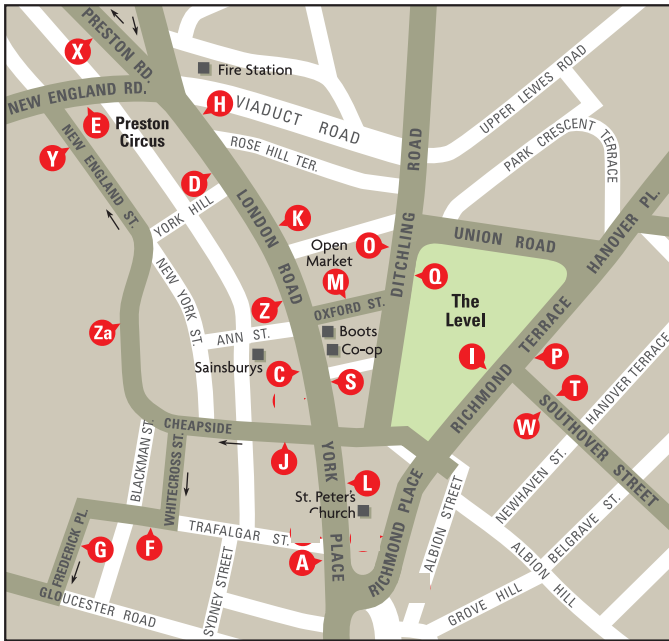 PRESTON RD.
X
Fire Station
NEW ENGLAND RD.
E
Preston
Circus
H
VIADUCT ROAD
UPPER LEWES ROAD
Y
NEW ENGLAND ST.
ROSE HILL TER.
DITCHLING ROAD
PARK CRESCENT TERRACE
D
YORK HILL
LONDON ROAD
K
HANOVER PL.
Open
Market
O
UNION ROAD
M
Q
NEW YORK ST.
Z
OXFORD ST.
The
Level
Za
ANN ST.
Boots
Co-op
Sainsburys
C
S
I
RICHMOND TERRACE
P
T
W
HANOVER TERRACE
SOUTHOVER STREET
CHEAPSIDE
BLACKMAN ST.
WHITECROSS ST.
J
YORK PLACE
L
St. Peter's
Church
RICHMOND PLACE
ALBION STREET
NEWHAVEN ST.
BELGRAVE ST.
ALBION HILL
FREDERICK PL.
G
F
TRAFALGAR ST.
A
SYDNEY STREET
GLOUCESTER ROAD
GROVE HILL